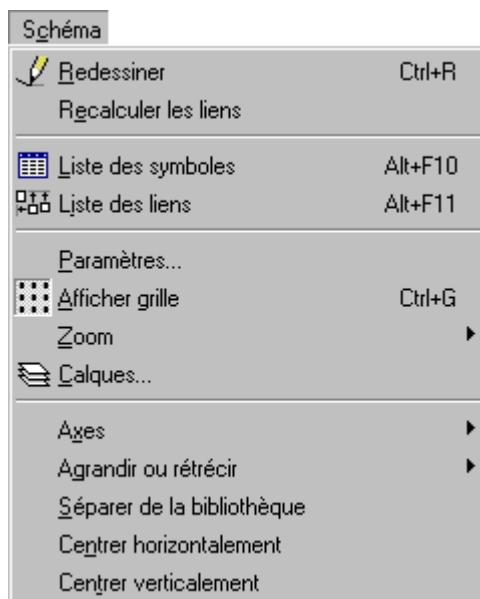 Schéma
Redessiner Ctrl+R
Recalculer les liens
Liste des symboles Alt+F10
Liste des liens Alt+F11
Paramètres...
Afficher grille Ctrl+G
Zoom
Calques...
Axes
Agrandir ou rétrécir
Séparer de la bibliothèque
Centrer horizontalement
Centrer verticalement